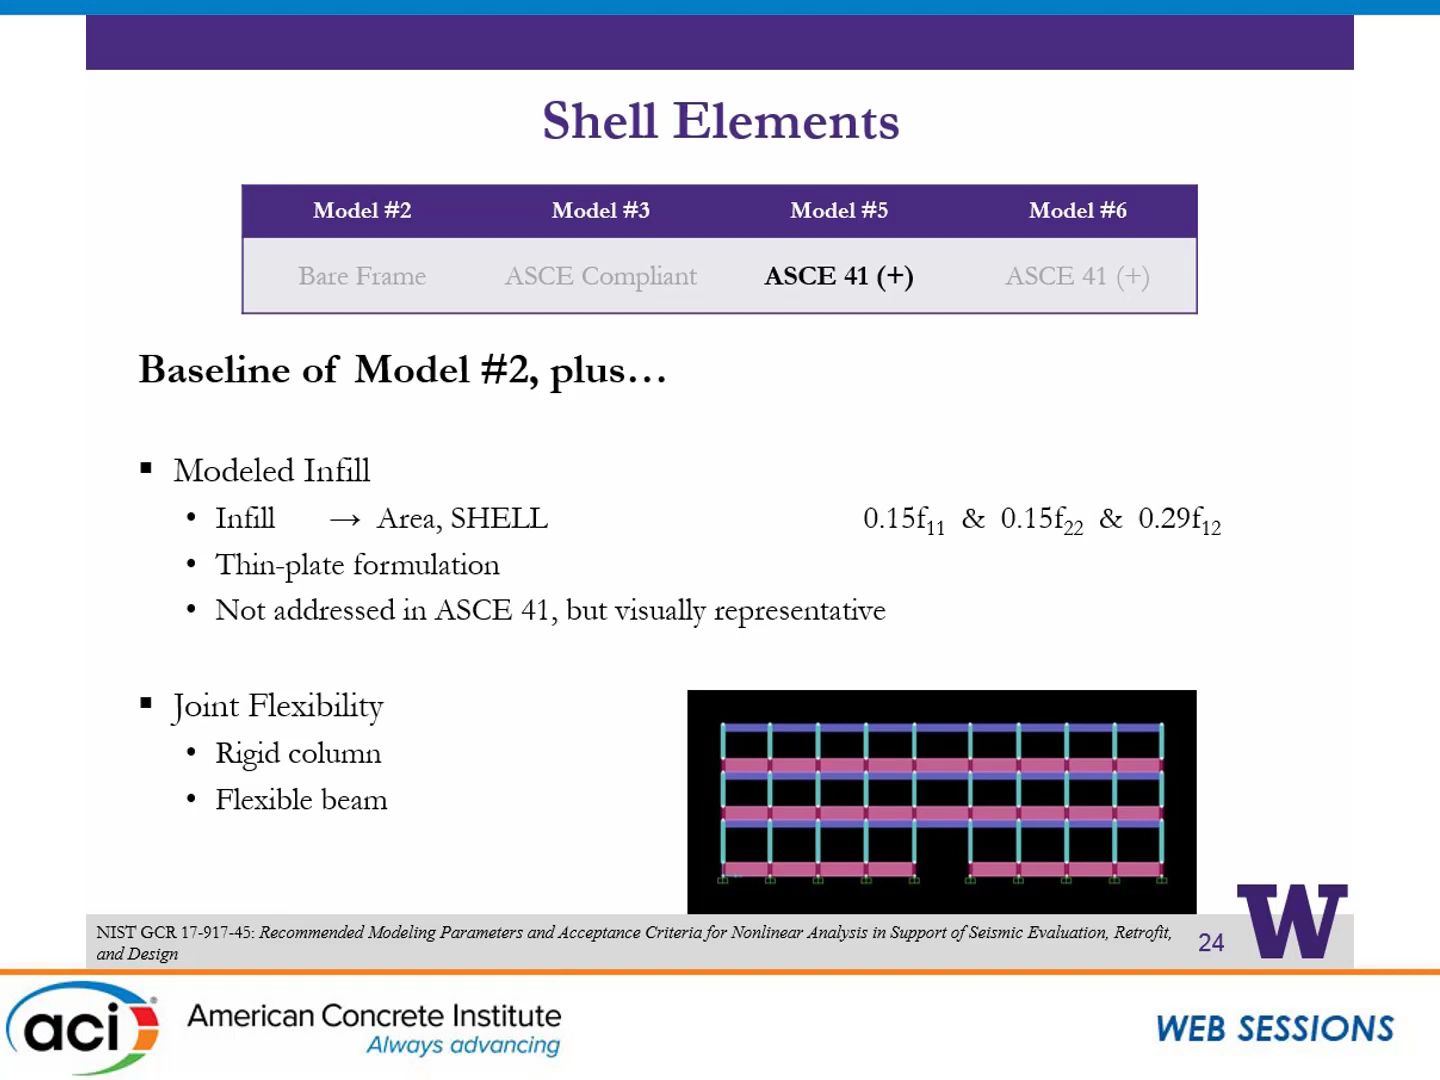 Shell Elements
Model #2 Model #3 Model #5 Model #6
Bare Frame ASCE Compliant ASCE 41 (+) ASCE 41 (+)
Baseline of Model #2, plus…
▪ Modeled Infill
• Infill → Area, SHELL 0.15f11 & 0.15f22 & 0.29f12
• Thin-plate formulation
• Not addressed in ASCE 41, but visually representative
▪ Joint Flexibility
• Rigid column
• Flexible beam
NIST GCR 17-917-45: Recommended Modeling Parameters and Acceptance Criteria for Nonlinear Analysis in Support of Seismic Evaluation, Retrofit,
and Design
24
W
aci®
American Concrete Institute
Always advancing
WEB SESSIONS